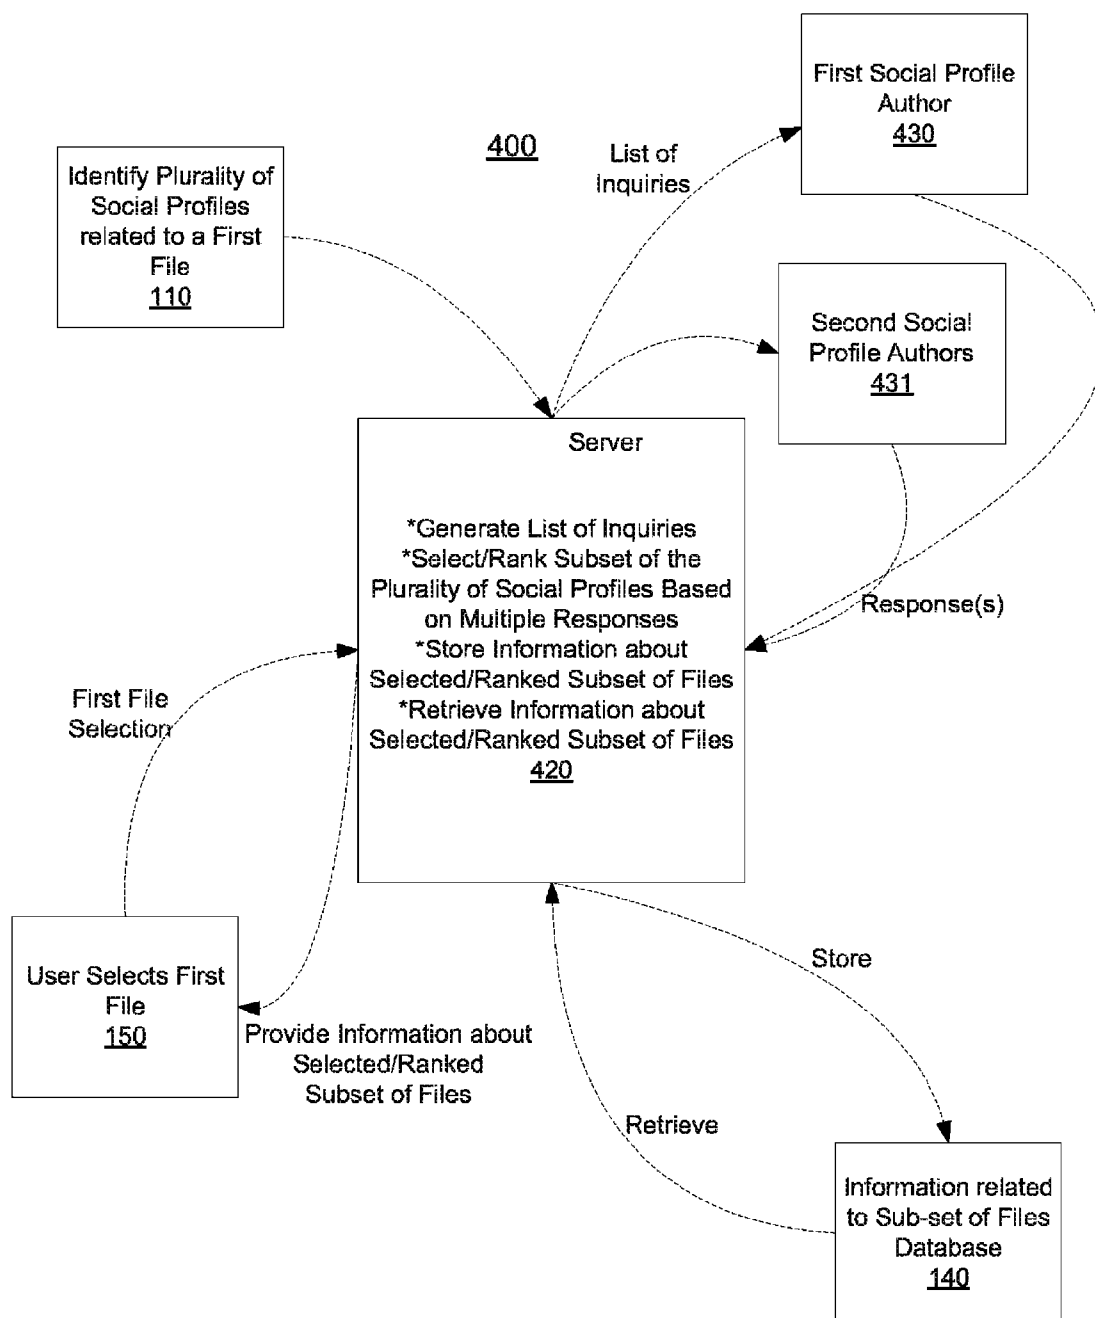 First Social Profile
Author
430
400
List of
Inquiries
Identify Plurality of
Social Profiles
related to a First
File
110
Second Social
Profile Authors
431
Server
*Generate List of Inquiries
*Select/Rank Subset of the
Plurality of Social Profiles Based
on Multiple Responses
*Store Information about
Selected/Ranked Subset of Files
*Retrieve Information about
Selected/Ranked Subset of Files
420
Response(s)
First File
Selection
User Selects First
File
150
Provide Information about
Selected/Ranked
Subset of Files
Store
Retrieve
Information related
to Sub-set of Files
Database
140